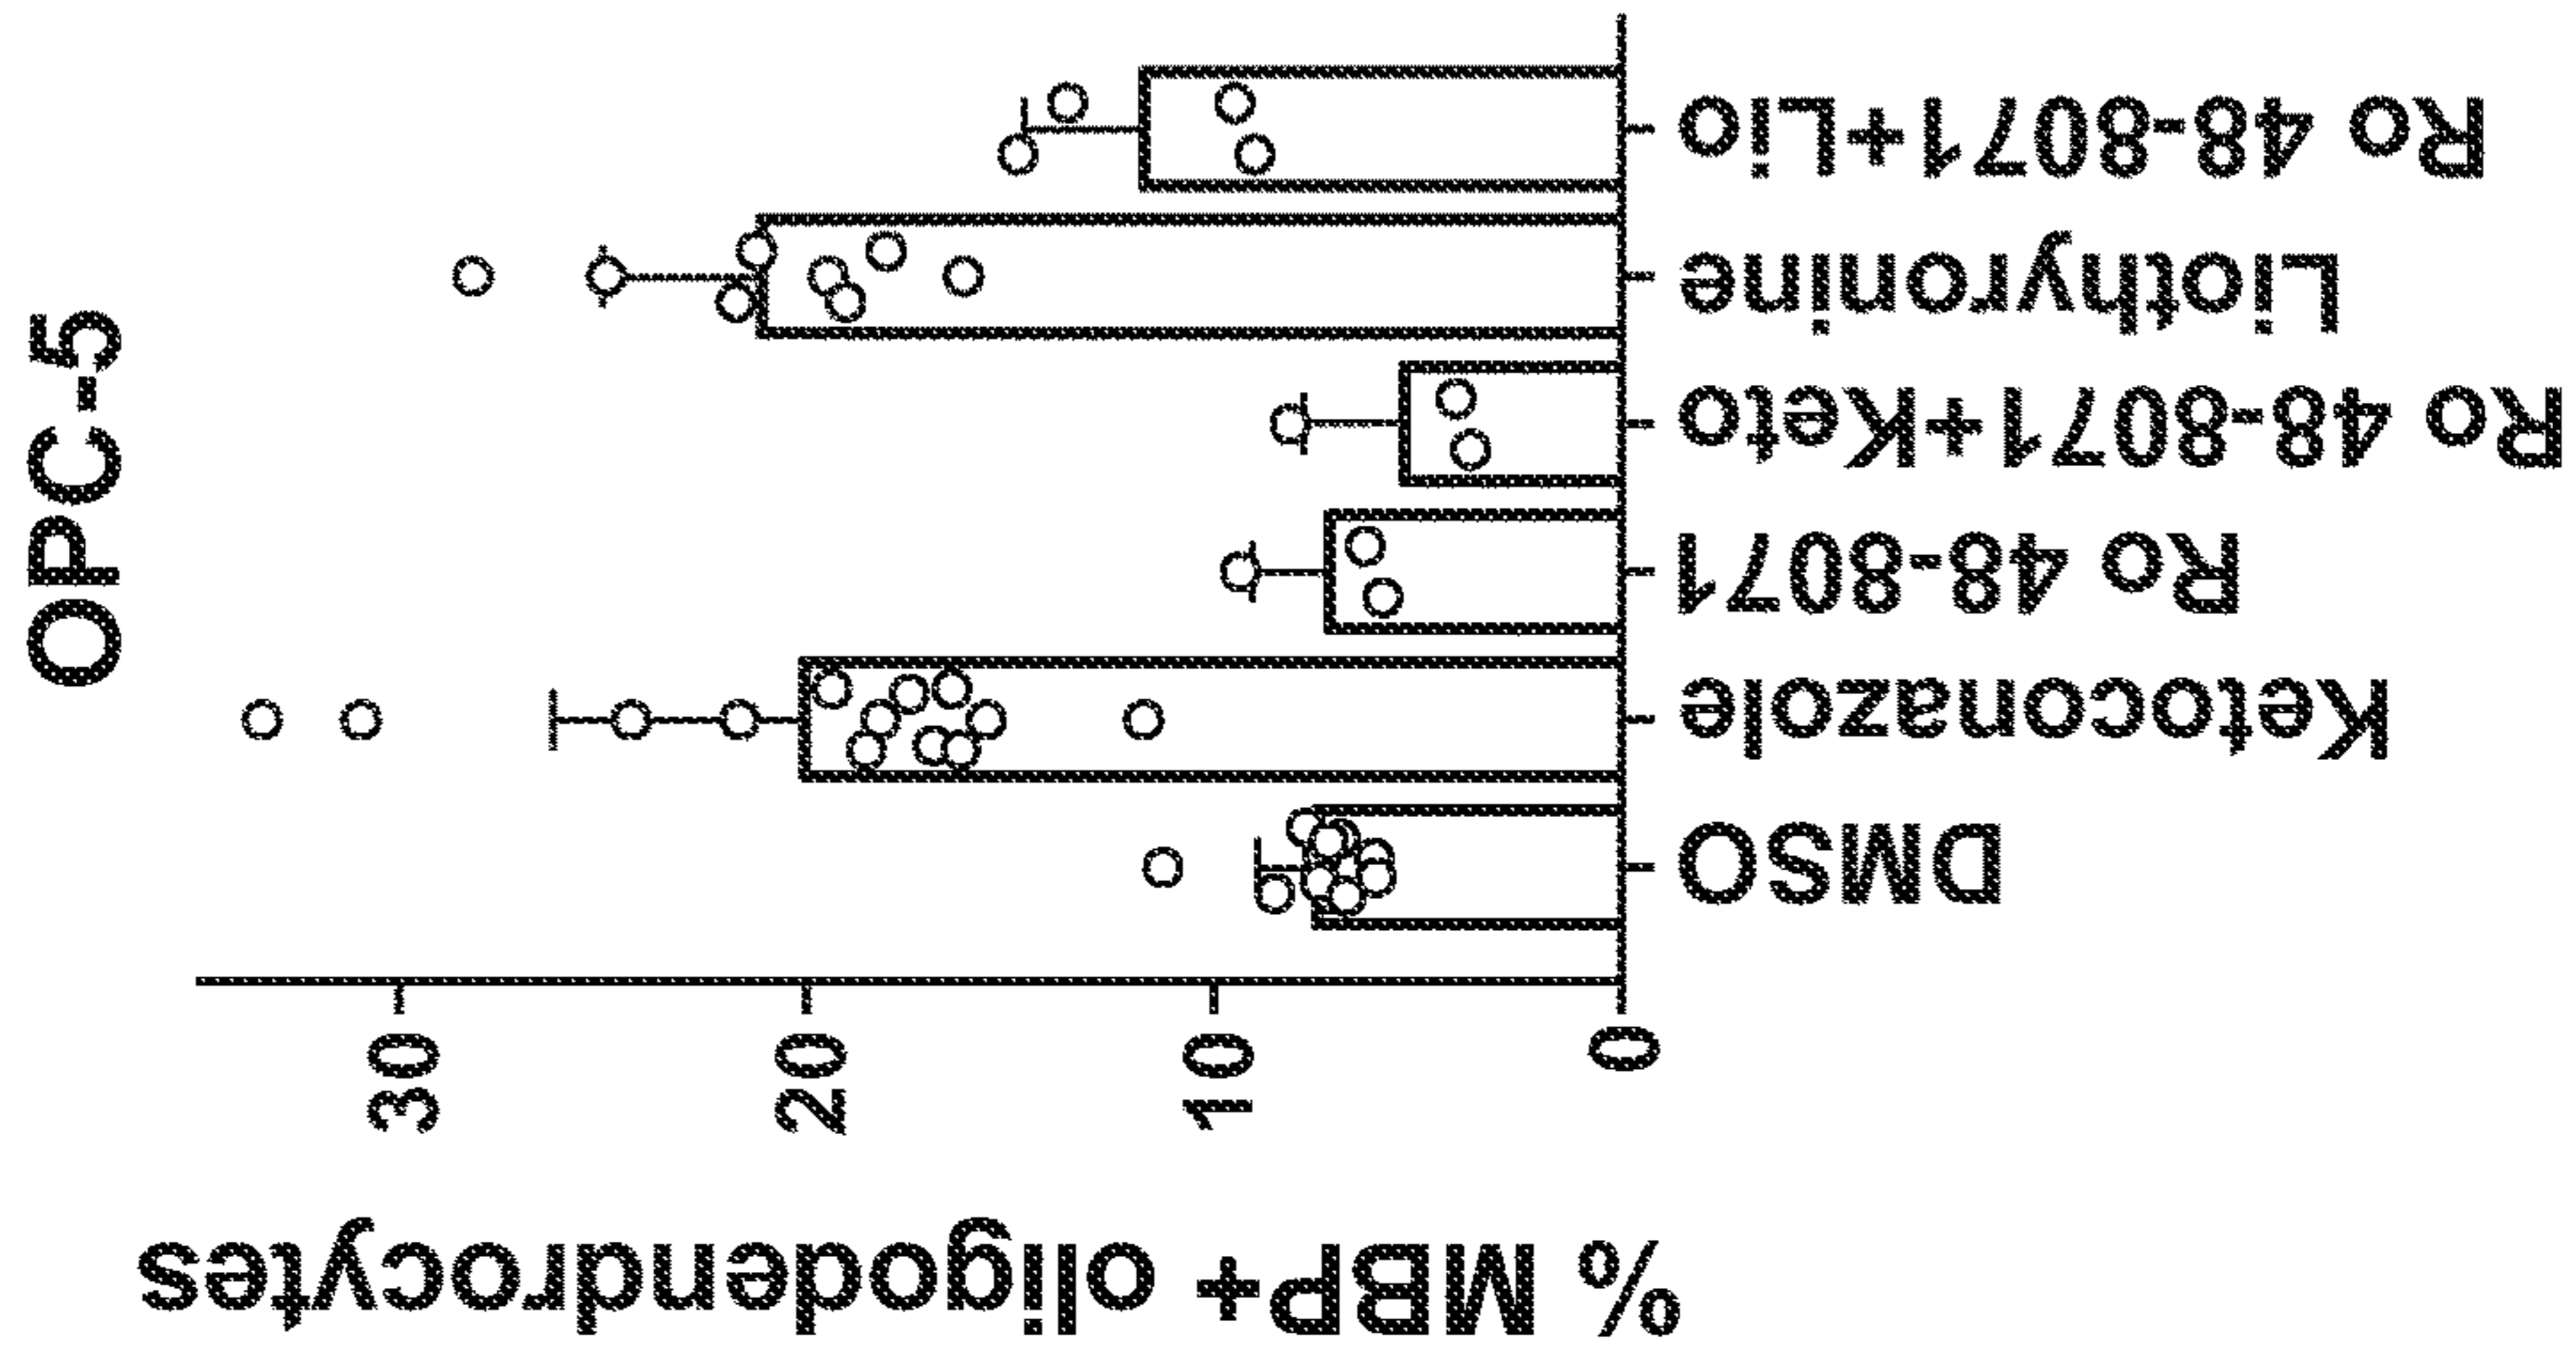 OPC-5
% MBP+ oligodendrocytes
30
20
10
0
DMSO
Ketoconazole
Ro 48-8071
Ro 48-8071+Keto
Liothyronine
Ro 48-8071+Lio